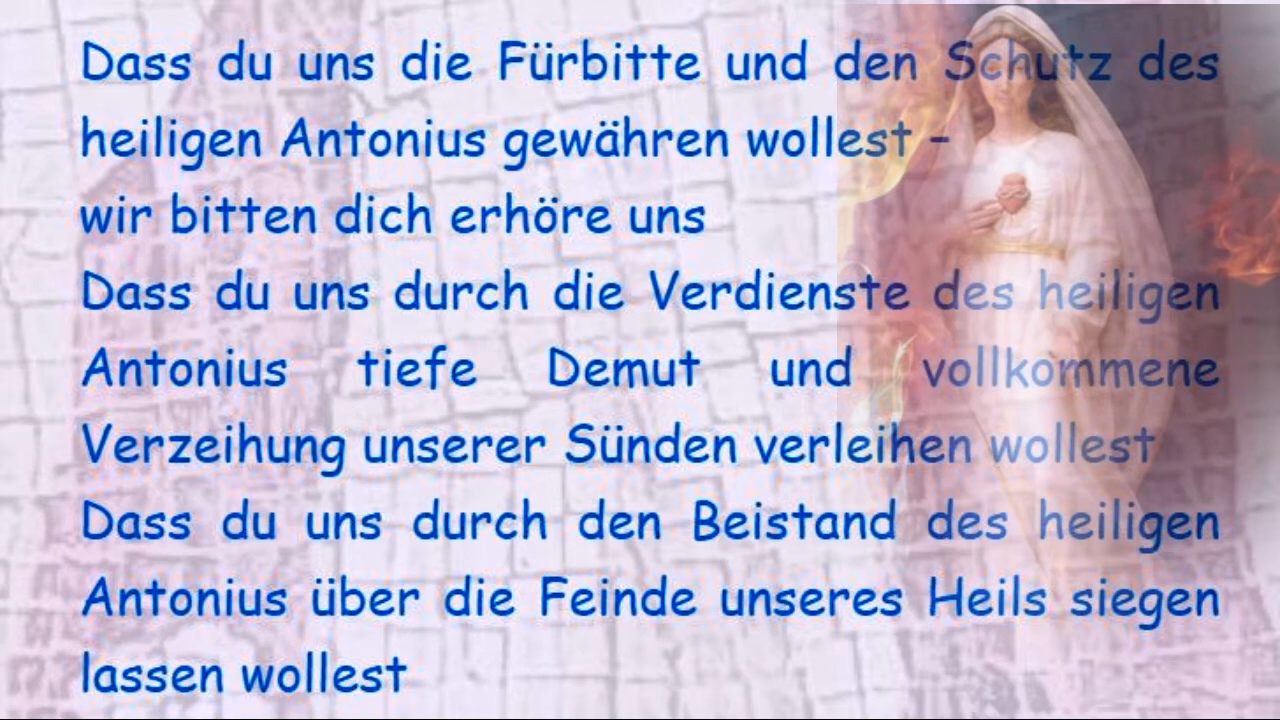 Dass du uns die Fürbitte und den Schutz des
heiligen Antonius gewähren wollest –
wir bitten dich erhöre uns
Dass du uns durch die Verdienste des heiligen
Antonius tiefe Demut und vollkommene
Verzeihung unserer Sünden verleihen wollest
Dass du uns durch den Beistand des heiligen
Antonius über die Feinde unseres Heils siegen
lassen wollest